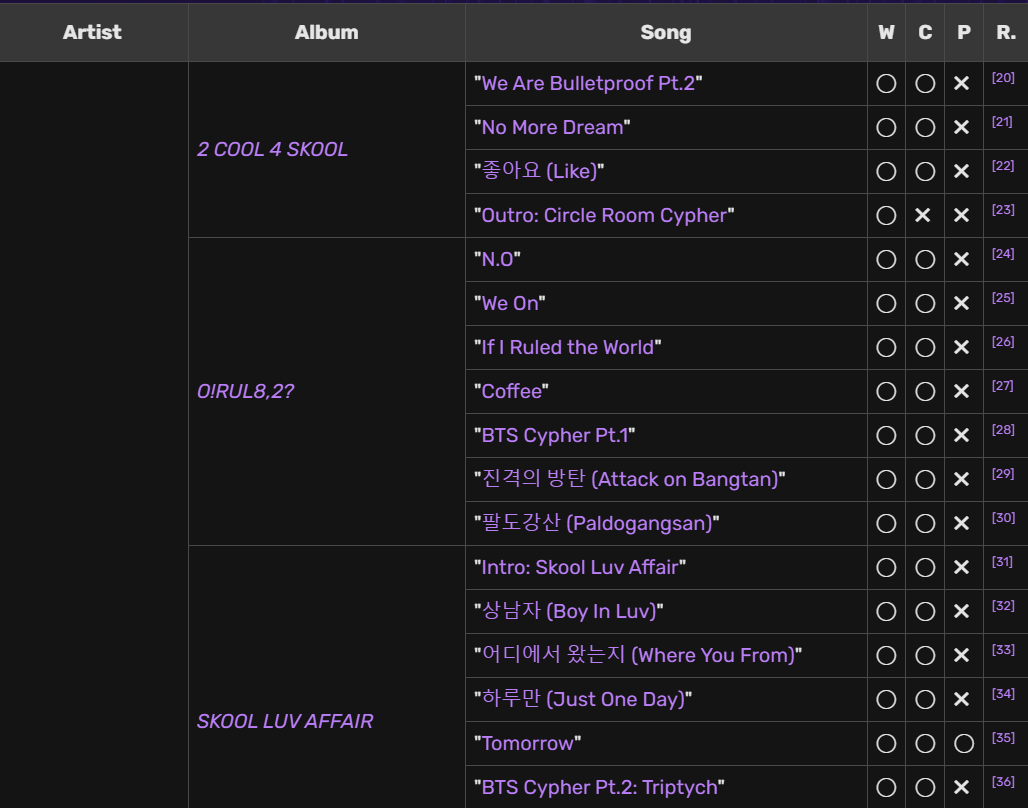 Artist Album Song W C P R.
2 COOL 4 SKOOL
"We Are Bulletproof Pt.2" ◯ ◯ ✕ [20]
"No More Dream" ◯ ◯ ✕ [21]
"좋아요 (Like)" ◯ ◯ ✕ [22]
"Outro: Circle Room Cypher" ◯ ✕ ✕ [23]
O!RUL8,2?
"N.O" ◯ ◯ ✕ [24]
"We On" ◯ ◯ ✕ [25]
"If I Ruled the World" ◯ ◯ ✕ [26]
"Coffee" ◯ ◯ ✕ [27]
"BTS Cypher Pt.1" ◯ ◯ ✕ [28]
"진격의 방탄 (Attack on Bangtan)" ◯ ◯ ✕ [29]
"팔도강산 (Paldogangsan)" ◯ ◯ ✕ [30]
SKOOL LUV AFFAIR
"Intro: Skool Luv Affair" ◯ ◯ ✕ [31]
"상남자 (Boy In Luv)" ◯ ◯ ✕ [32]
"어디에서 왔는지 (Where You From)" ◯ ◯ ✕ [33]
"하루만 (Just One Day)" ◯ ◯ ✕ [34]
"Tomorrow" ◯ ◯ ◯ [35]
"BTS Cypher Pt.2: Triptych" ◯ ◯ ✕ [36]